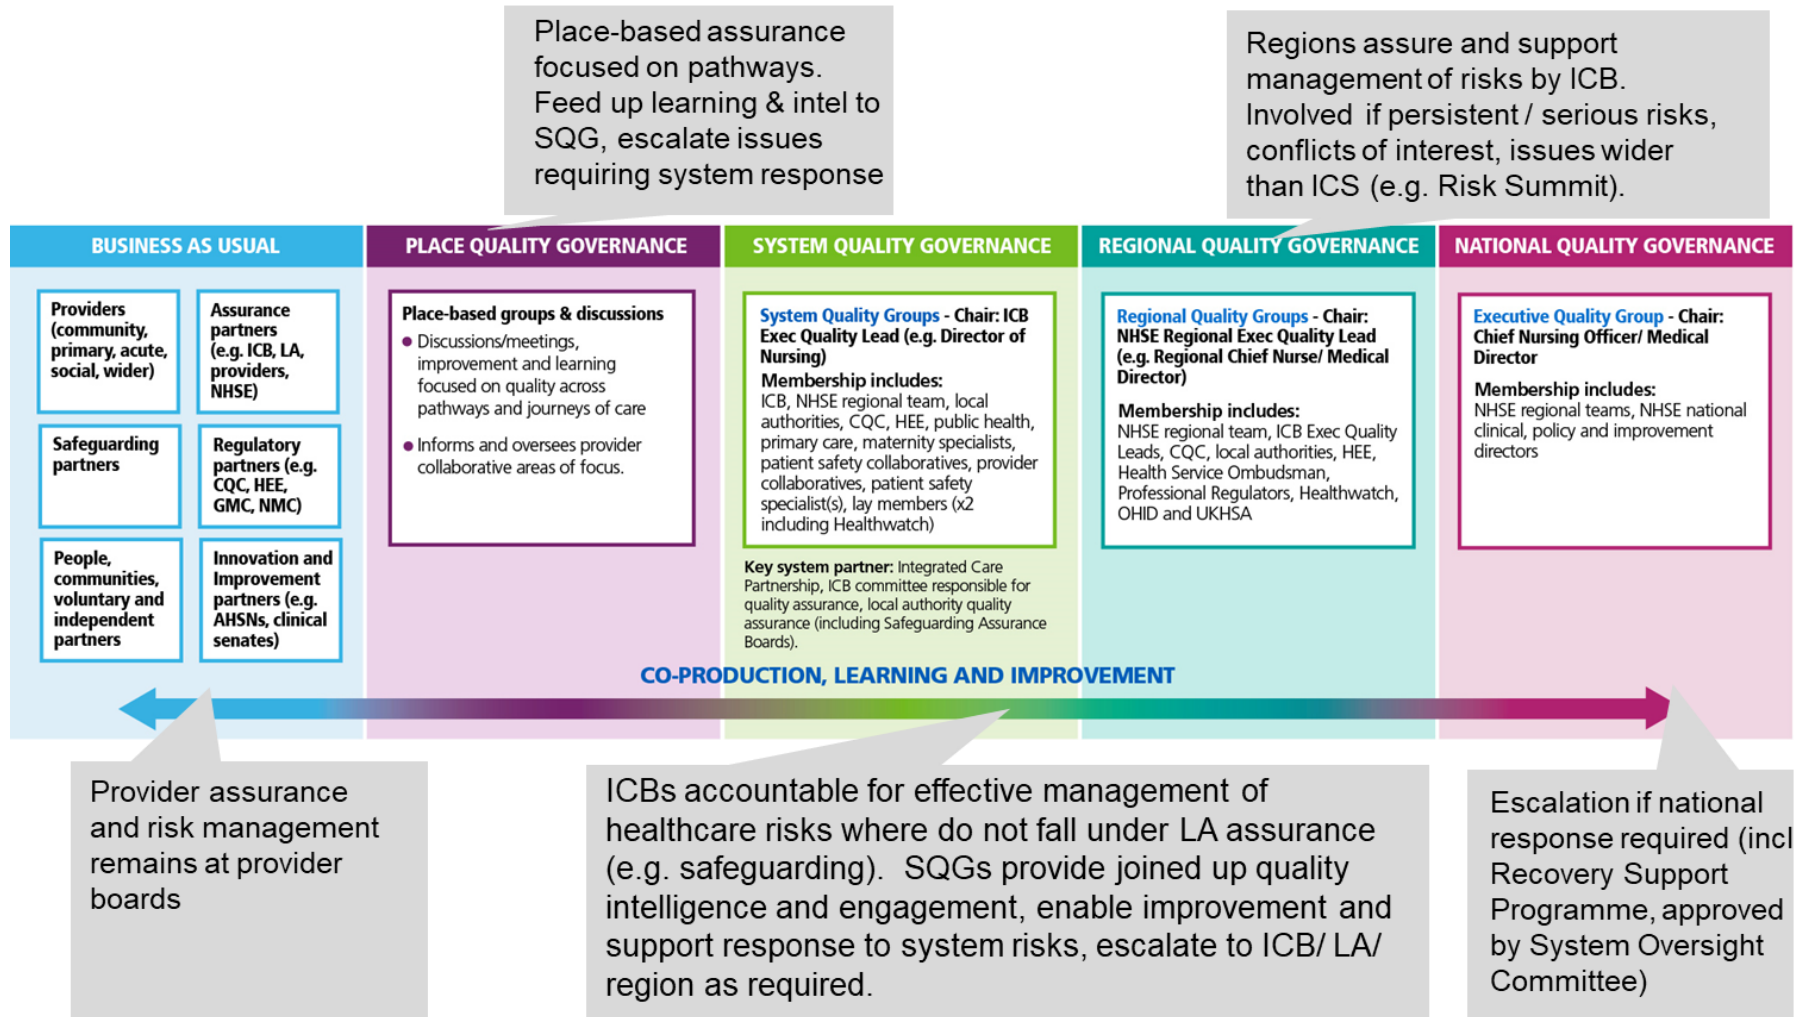 Place-based assurance
focused on pathways.
Feed up learning & intel to
SQG, escalate issues
requiring system response
Regions assure and support
management of risks by ICB.
Involved if persistent / serious risks,
conflicts of interest, issues wider
than ICS (e.g. Risk Summit).
BUSINESS AS USUAL
Providers
(community,
primary, acute,
social, wider)
Assurance
partners
(e.g. ICB, LA,
providers,
NHSE)
Safeguarding
partners
Regulatory
partners (e.g.
CQC, HEE,
GMC, NMC)
People,
communities,
voluntary and
independent
partners
Innovation and
Improvement
partners (e.g.
AHSNs, clinical
senates)
PLACE QUALITY GOVERNANCE
Place-based groups & discussions
• Discussions/meetings,
improvement and learning
focused on quality across
pathways and journeys of care
• Informs and oversees provider
collaborative areas of focus.
SYSTEM QUALITY GOVERNANCE
System Quality Groups - Chair: ICB
Exec Quality Lead (e.g. Director of
Nursing)
Membership includes:
ICB, NHSE regional team, local
authorities, CQC, HEE, public health,
primary care, maternity specialists,
patient safety collaboratives, provider
collaboratives, patient safety
specialist(s), lay members (x2
including Healthwatch)
Key system partner: Integrated Care
Partnership, ICB committee responsible for
quality assurance, local authority quality
assurance (including Safeguarding Assurance
Boards).
REGIONAL QUALITY GOVERNANCE
Regional Quality Groups - Chair:
NHSE Regional Exec Quality Lead
(e.g. Regional Chief Nurse/ Medical
Director)
Membership includes:
NHSE regional team, ICB Exec Quality
Leads, CQC, local authorities, HEE,
Health Service Ombudsman,
Professional Regulators, Healthwatch,
OHID and UKHSA
NATIONAL QUALITY GOVERNANCE
Executive Quality Group - Chair:
Chief Nursing Officer/ Medical
Director
Membership includes:
NHSE regional teams, NHSE national
clinical, policy and improvement
directors
CO-PRODUCTION, LEARNING AND IMPROVEMENT
Provider assurance
and risk management
remains at provider
boards
ICBs accountable for effective management of
healthcare risks where do not fall under LA assurance
(e.g. safeguarding). SQGs provide joined up quality
intelligence and engagement, enable improvement and
support response to system risks, escalate to ICB/ LA/
region as required.
Escalation if national
response required (incl
Recovery Support
Programme, approved
by System Oversight
Committee)